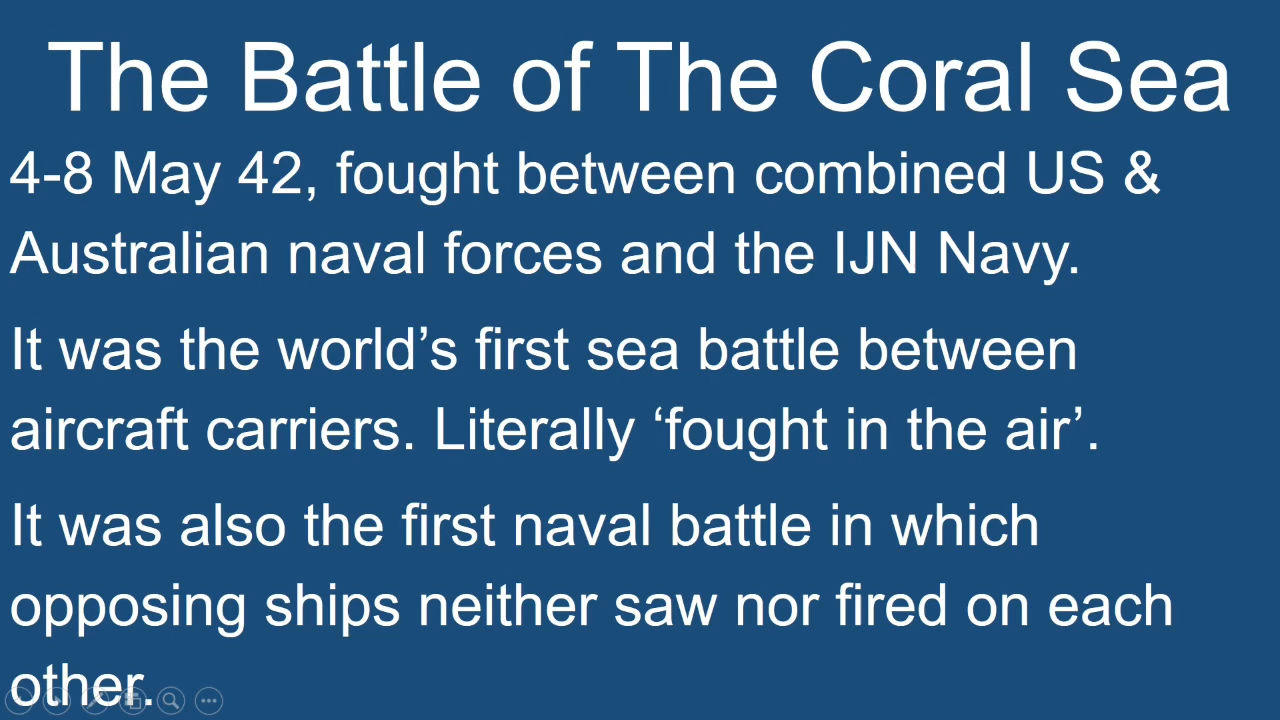 The Battle of The Coral Sea
4-8 May 42, fought between combined US &
Australian naval forces and the IJN Navy.
It was the world’s first sea battle between
aircraft carriers. Literally ‘fought in the air’.
It was also the first naval battle in which
opposing ships neither saw nor fired on each
other.